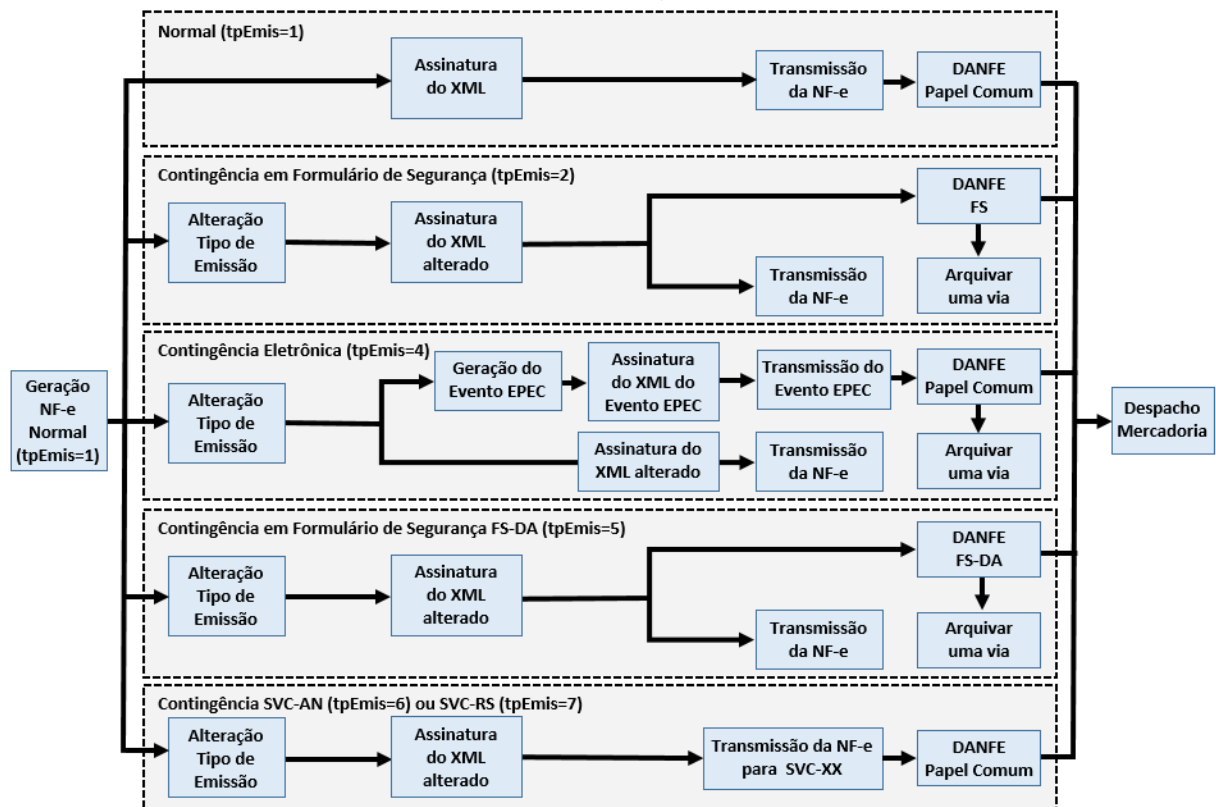 Geração
NF-e
Normal
(tpEmis=1)
Normal (tpEmis=1)
Assinatura
do XML
Transmissão
da NF-e
DANFE
Papel Comum
Contingência em Formulário de Segurança (tpEmis=2)
Alteração
Tipo de
Emissão
Assinatura
do XML
alterado
DANFE
FS
Transmissão
da NF-e
Arquivar
uma via
Contingência Eletrônica (tpEmis=4)
Alteração
Tipo de
Emissão
Geração do
Evento EPEC
Assinatura
do XML do
Evento EPEC
Transmissão do
Evento EPEC
DANFE
Papel Comum
Assinatura do
XML alterado
Transmissão
da NF-e
Arquivar
uma via
Contingência em Formulário de Segurança FS-DA (tpEmis=5)
Alteração
Tipo de
Emissão
Assinatura
do XML
alterado
DANFE
FS-DA
Transmissão
da NF-e
Arquivar
uma via
Contingência SVC-AN (tpEmis=6) ou SVC-RS (tpEmis=7)
Alteração
Tipo de
Emissão
Assinatura
do XML
alterado
Transmissão da NF-e
para SVC-XX
DANFE
Papel Comum
Despacho
Mercadoria